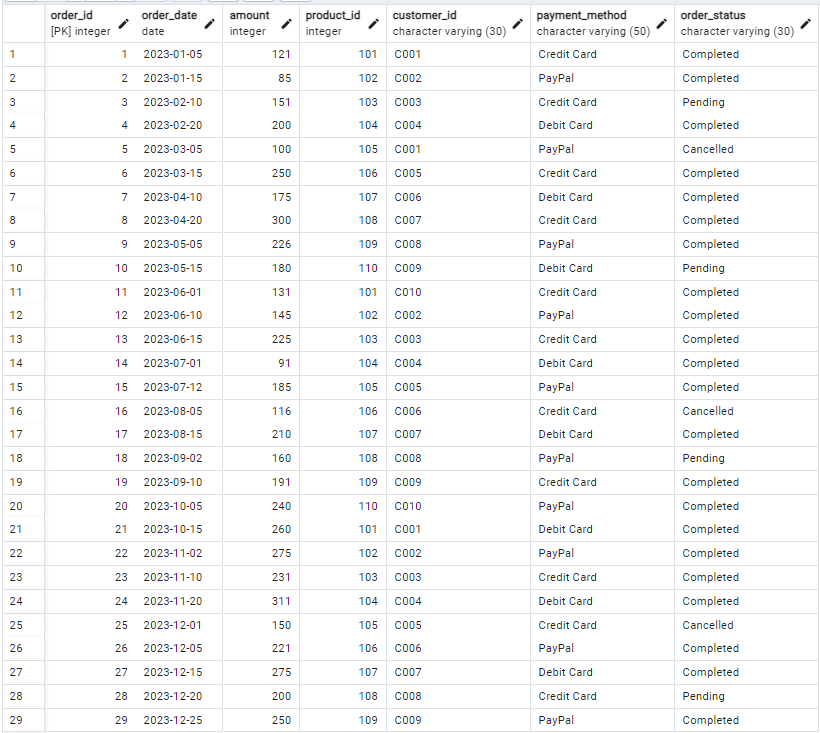 order_id order_date amount product_id customer_id payment_method order_status
[PK] integer date integer integer character varying (30) character varying (50) character varying (30)
1 1 2023-01-05 121 101 C001 Credit Card Completed
2 2 2023-01-15 85 102 C002 PayPal Completed
3 3 2023-02-10 151 103 C003 Credit Card Pending
4 4 2023-02-20 200 104 C004 Debit Card Completed
5 5 2023-03-05 100 105 C001 PayPal Cancelled
6 6 2023-03-15 250 106 C005 Credit Card Completed
7 7 2023-04-10 175 107 C006 Debit Card Completed
8 8 2023-04-20 300 108 C007 Credit Card Completed
9 9 2023-05-05 226 109 C008 PayPal Completed
10 10 2023-05-15 180 110 C009 Debit Card Pending
11 11 2023-06-01 131 101 C010 Credit Card Completed
12 12 2023-06-10 145 102 C002 PayPal Completed
13 13 2023-06-15 225 103 C003 Credit Card Completed
14 14 2023-07-01 91 104 C004 Debit Card Completed
15 15 2023-07-12 185 105 C005 PayPal Completed
16 16 2023-08-05 116 106 C006 Credit Card Cancelled
17 17 2023-08-15 210 107 C007 Debit Card Completed
18 18 2023-09-02 160 108 C008 PayPal Pending
19 19 2023-09-10 191 109 C009 Credit Card Completed
20 20 2023-10-05 240 110 C010 PayPal Completed
21 21 2023-10-15 260 101 C001 Debit Card Completed
22 22 2023-11-02 275 102 C002 PayPal Completed
23 23 2023-11-10 231 103 C003 Credit Card Completed
24 24 2023-11-20 311 104 C004 Debit Card Completed
25 25 2023-12-01 150 105 C005 Credit Card Cancelled
26 26 2023-12-05 221 106 C006 PayPal Completed
27 27 2023-12-15 275 107 C007 Debit Card Completed
28 28 2023-12-20 200 108 C008 Credit Card Pending
29 29 2023-12-25 250 109 C009 PayPal Completed